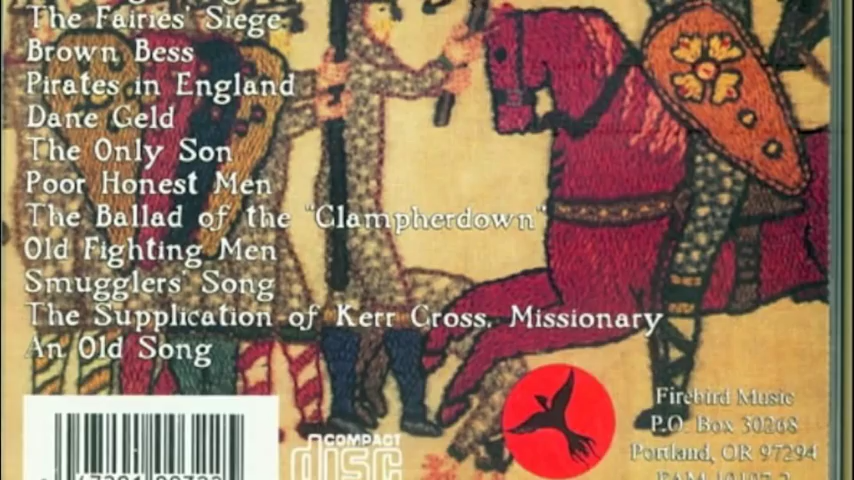 The Fairies' Siege
Brown Bess
Pirates in England
Dane Geld
The Only Son
Poor Honest Men
The Ballad of the "Clampherdown"
Old Fighting Men
Smugglers' Song
The Supplication of Kerr Cross, Missionary
An Old Song
COMPACT
disc
Firebird Music
P.O. Box 30268
Portland, OR 97294